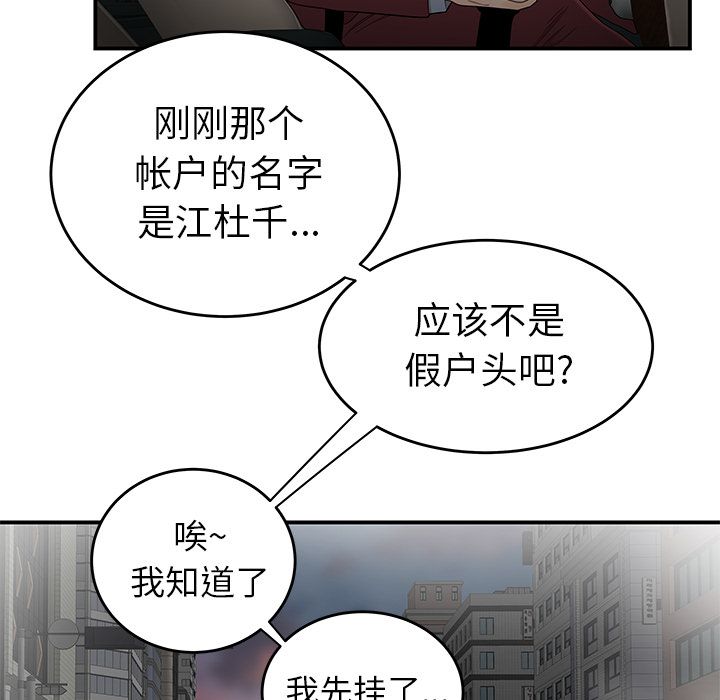 刚刚那个
帐户的名字
是江杜千...
应该不是
假户头吧?
唉~
我知道了
我先挂了...